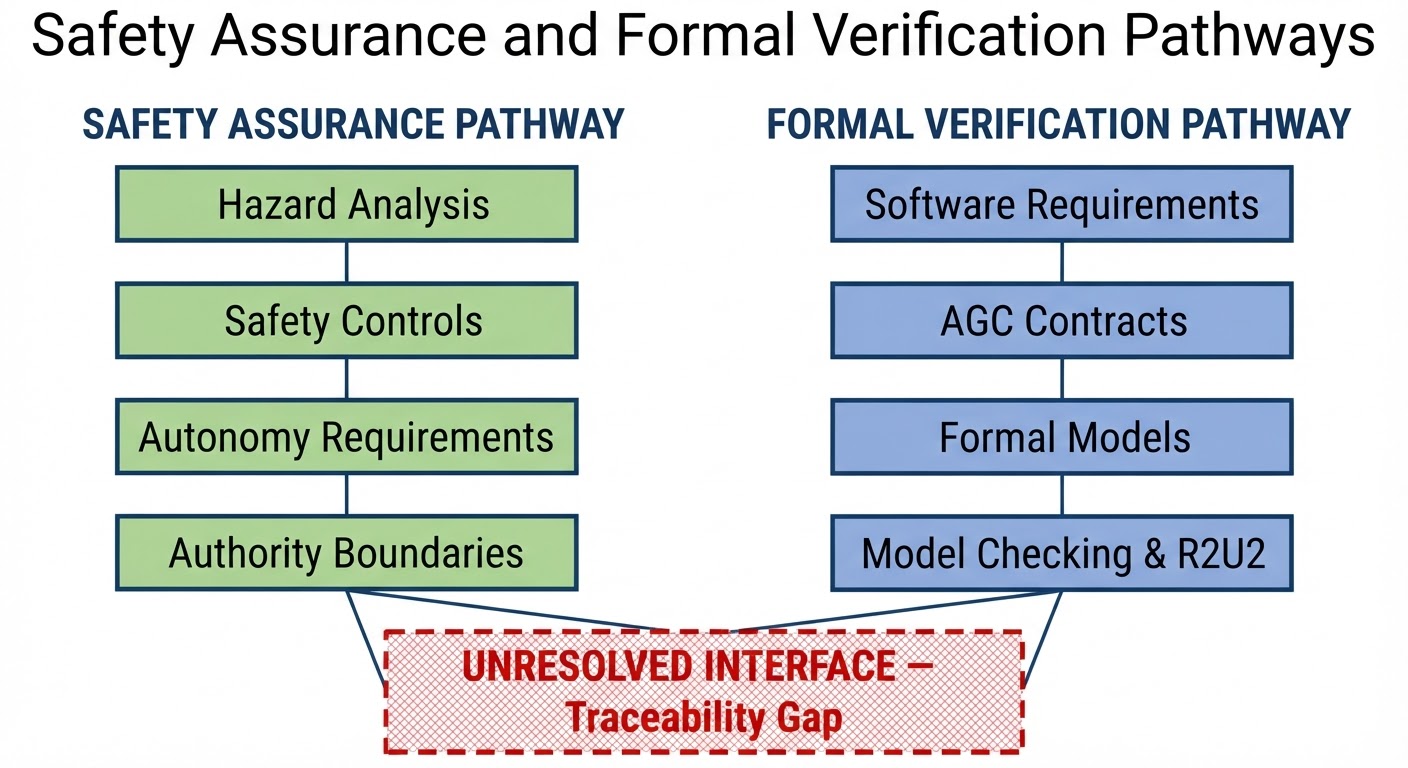 Safety Assurance and Formal Verification Pathways
SAFETY ASSURANCE PATHWAY
Hazard Analysis
Safety Controls
Autonomy Requirements
Authority Boundaries
FORMAL VERIFICATION PATHWAY
Software Requirements
AGC Contracts
Formal Models
Model Checking & R2U2
UNRESOLVED INTERFACE —
Traceability Gap